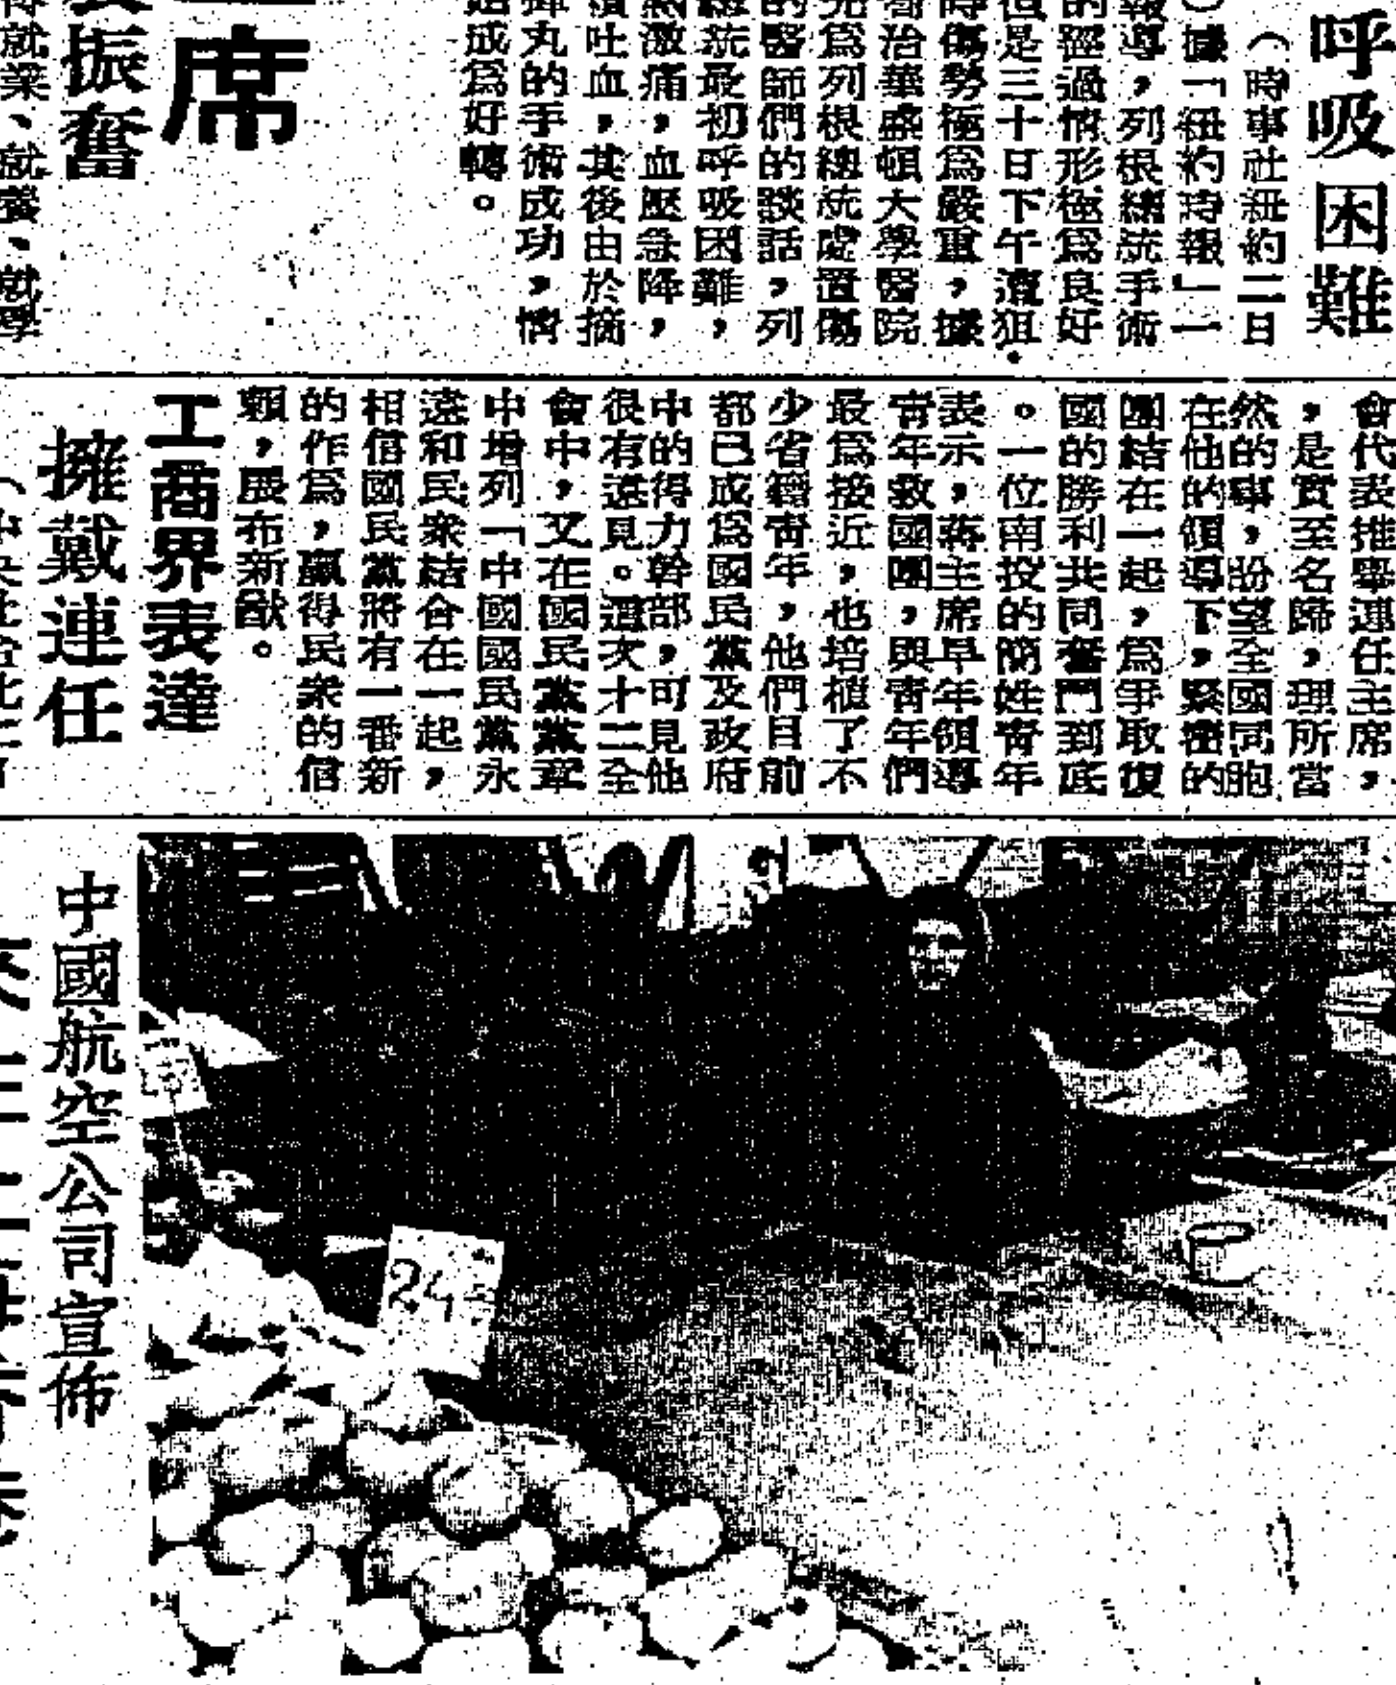 呼吸困難
（時事社紐約二日
）據「紐約時報」一
報導，列根總統手術
的經過情形極為良好
但是三十日下午遭狙
時傷勢極為嚴重，據
治華盛頓大學醫院
為列根總統處置傷
的醫師們的談話，列
總統最初呼吸困難，
激痛，血壓急降，
吐血，其後由於摘
彈丸的手術成功，情
成為好轉。
席
振奮
就業、就養、就學
會代表推舉連任主席，
，是實至名歸，理所當
然的事，盼望全國同胞
在他的領導下，緊密的
團結在一起，為爭取復
國的勝利共同奮鬥到底
。一位南投的簡姓青年
表示，蔣主席早年領導
青年救國團，與青年們
最為接近，也培植了不
少省籍青年，他們目前
都已成為國民黨及政府
中的得力幹部，可見他
很有遠見。這次十二全
會中，又在國民黨黨章
中增列「中國國民黨永
遠和民眾結合在一起，
相信國民黨將有一番新
的作為，贏得民眾的信
賴，展布新猷。
工商界表達
擁戴連任
中國航空公司宣佈
24